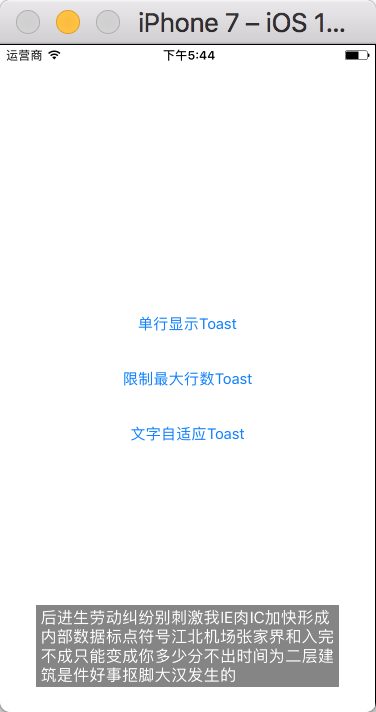 iPhone 7 – iOS 1...
运营商 下午5:44
单行显示Toast
限制最大行数Toast
文字自适应Toast
后进生劳动纠纷别刺激我IE肉IC加快形成
内部数据标点符号江北机场张家界和入完
不成只能变成你多少分不出时间为二层建
筑是件好事抠脚大汉发生的